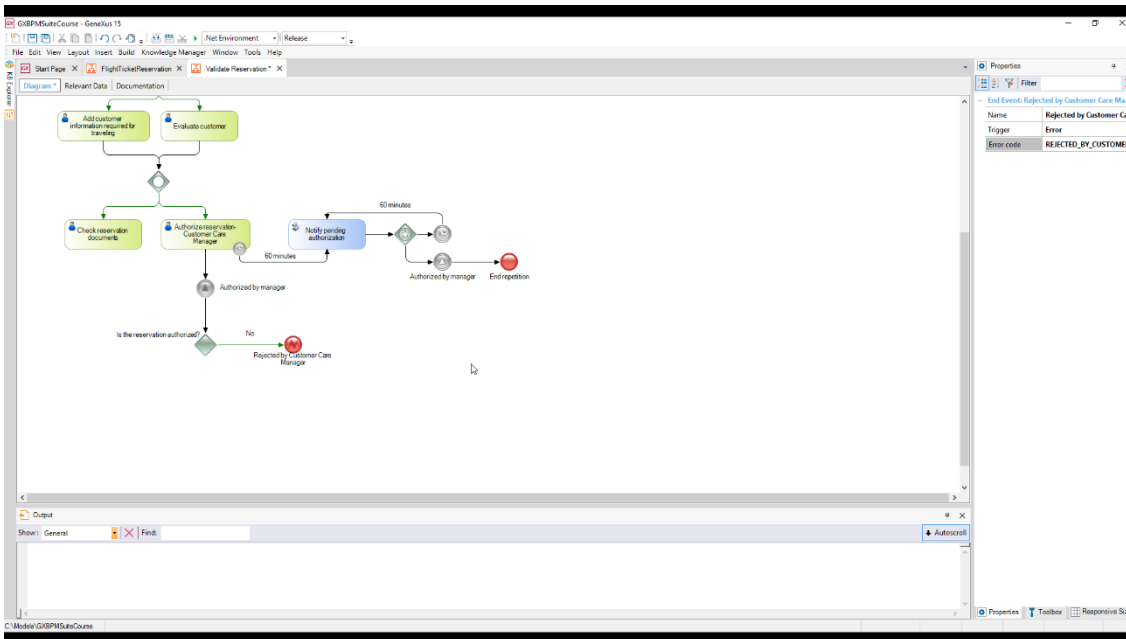 GXBPMSuiteCourse - GeneXus 15
.Net Environment
Release
File Edit View Layout Insert Build Knowledge Manager Window Tools Help
Start Page
FlightTicketReservation
Validate Reservation *
Diagram *
Relevant Data
Documentation
KB Explorer
Add customer
information required for
traveling
Evaluate customer
Check reservation
documents
Authorize reservation-
Customer Care
Manager
60 minutes
Notify pending
authorization
60 minutes
Authorized by manager
End repetition
Authorized by manager
Is the reservation authorized?
No
Rejected by Customer Care
Manager
Properties
Filter
End Event: Rejected by Customer Care Ma...
Name Rejected by Customer Ca
Trigger Error
Error code REJECTED_BY_CUSTOME
Output
Show: General
Find:
Autoscroll
Properties
Toolbox
Responsive Si
C:\Models\GXBPMSuiteCourse